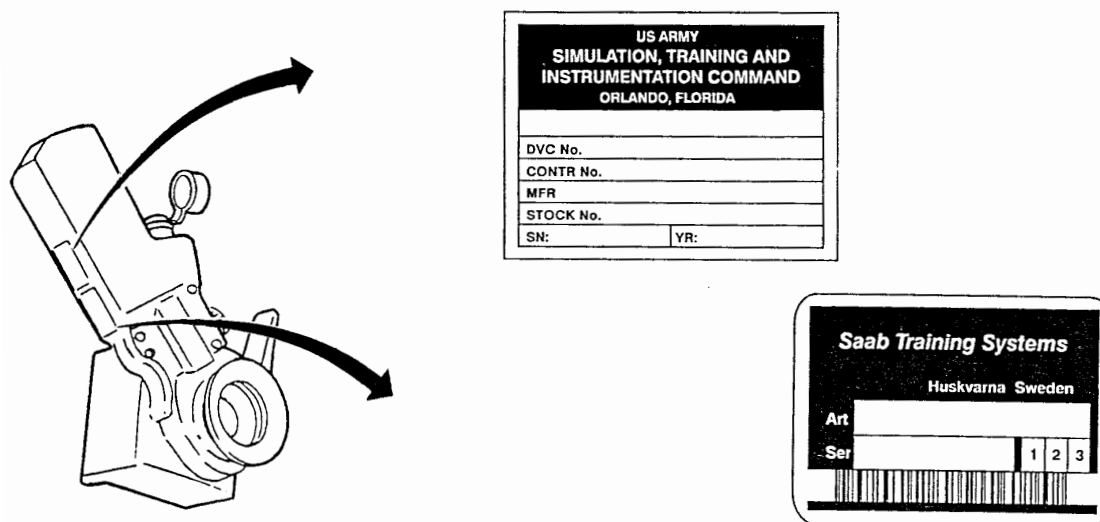 US ARMY
SIMULATION, TRAINING AND
INSTRUMENTATION COMMAND
ORLANDO, FLORIDA
DVC No.
CONTR No.
MFR
STOCK No.
SN: YR:
Saab Training Systems
Huskvarna Sweden
Art
Ser 1 2 3